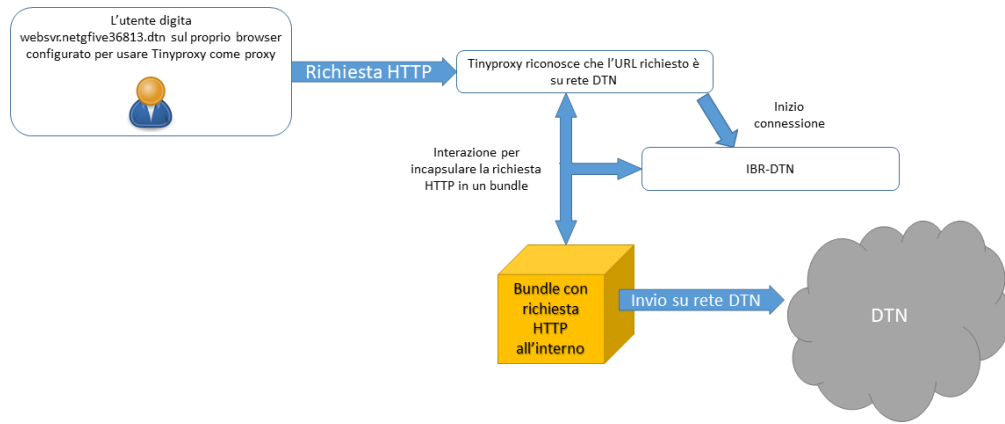 L'utente digita
websvr.netgfive36813.dtn sul proprio browser
configurato per usare Tinyproxy come proxy
Richiesta HTTP
Tinyproxy riconosce che l'URL richiesto è
su rete DTN
Inizio
connessione
Interazione per
incapsulare la richiesta
HTTP in un bundle
IBR-DTN
Bundle con
richiesta
HTTP
all'interno
Invio su rete DTN
DTN